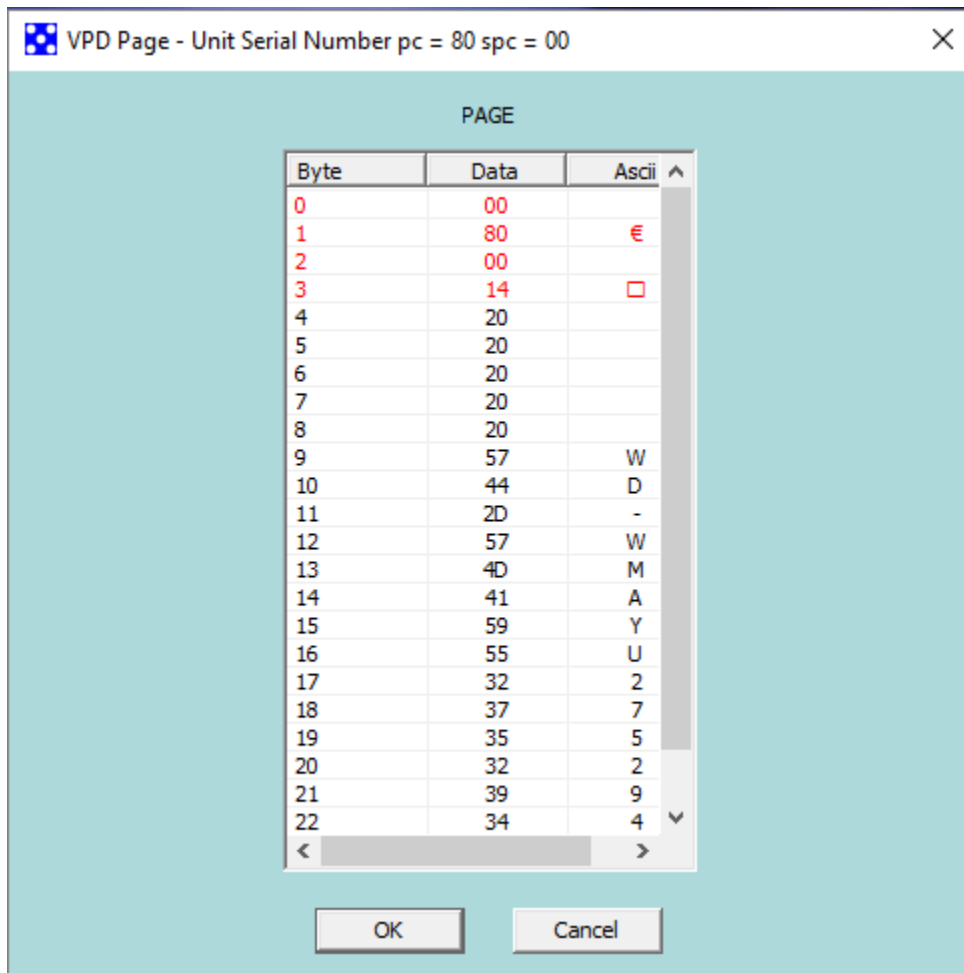 VPD Page - Unit Serial Number pc = 80 spc = 00
PAGE
Byte Data Ascii
0 00
1 80 €
2 00
3 14 □
4 20
5 20
6 20
7 20
8 20
9 57 W
10 44 D
11 2D -
12 57 W
13 4D M
14 41 A
15 59 Y
16 55 U
17 32 2
18 37 7
19 35 5
20 32 2
21 39 9
22 34 4
OK Cancel